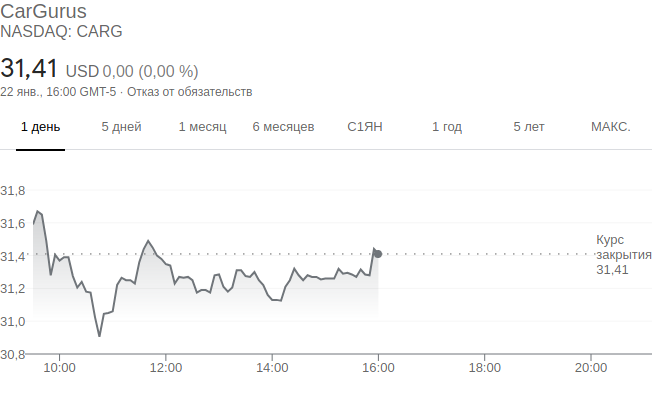 CarGurus
NASDAQ: CARG
31,41 USD 0,00 (0,00 %)
22 янв., 16:00 GMT-5 · Отказ от обязательств
1 день 5 дней 1 месяц 6 месяцев С1ЯН 1 год 5 лет МАКС.
31,8
31,6
31,4
31,2
31,0
30,8
Курс
закрытия
31,41
10:00 12:00 14:00 16:00 18:00 20:00